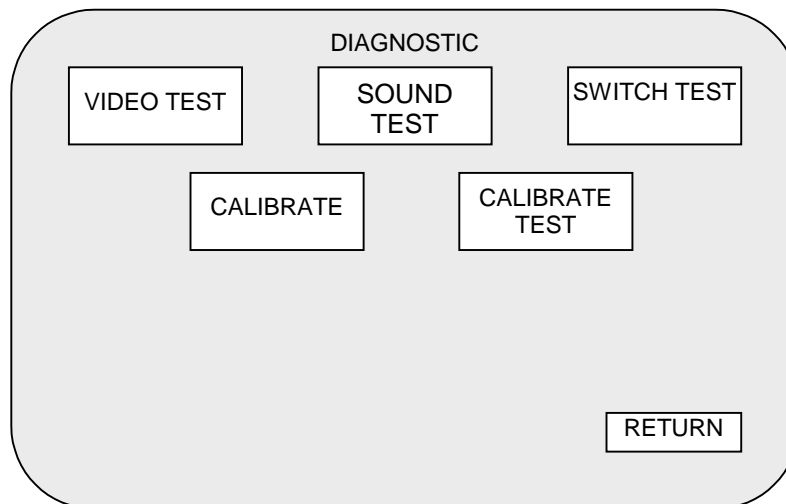 DIAGNOSTIC
VIDEO TEST
SOUND
TEST
SWITCH TEST
CALIBRATE
CALIBRATE
TEST
RETURN